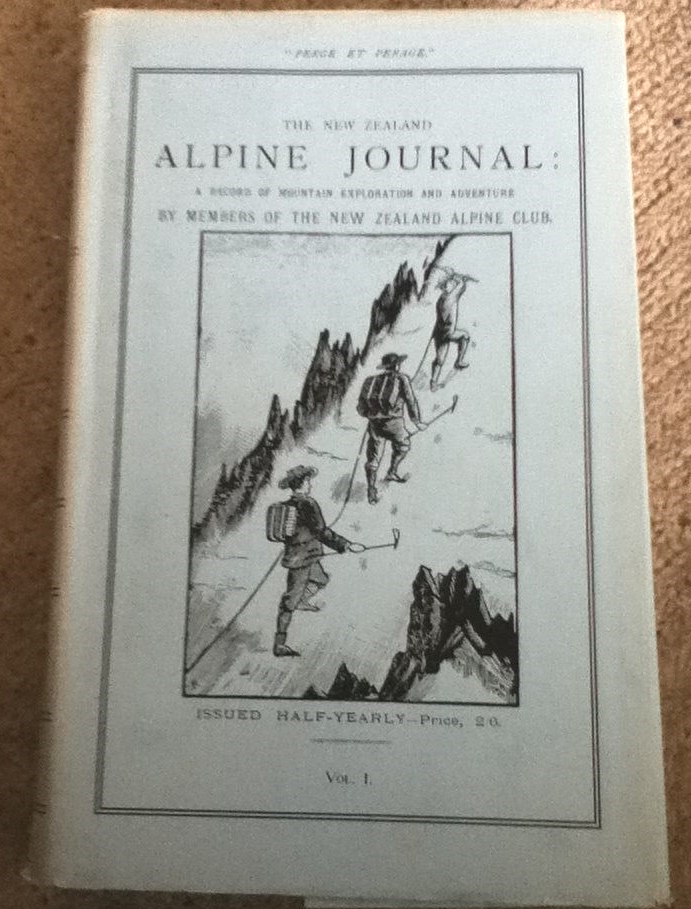 "PERGE ET PERAGE."
THE NEW ZEALAND
ALPINE JOURNAL:
A RECORD OF MOUNTAIN EXPLORATION AND ADVENTURE
BY MEMBERS OF THE NEW ZEALAND ALPINE CLUB.
ISSUED HALF-YEARLY—Price, 2 6.
VOL. I.